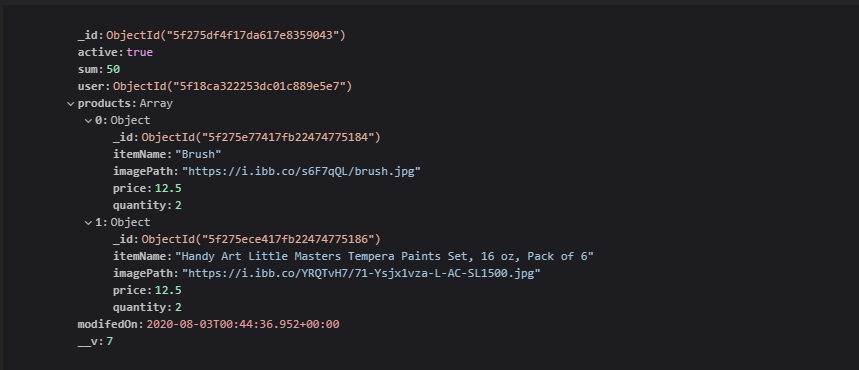 _id: ObjectId("5f275df4f17da617e8359043")
active: true
sum: 50
user: ObjectId("5f18ca322253dc01c889e5e7")
products: Array
0: Object
_id: ObjectId("5f275e77417fb22474775184")
itemName: "Brush"
imagePath: "https://i.ibb.co/s6F7qQL/brush.jpg"
price: 12.5
quantity: 2
1: Object
_id: ObjectId("5f275ece417fb22474775186")
itemName: "Handy Art Little Masters Tempera Paints Set, 16 oz, Pack of 6"
imagePath: "https://i.ibb.co/YRQTvH7/71-Ysjx1vza-L-AC-SL1500.jpg"
price: 12.5
quantity: 2
modifedOn: 2020-08-03T00:44:36.952+00:00
__v: 7